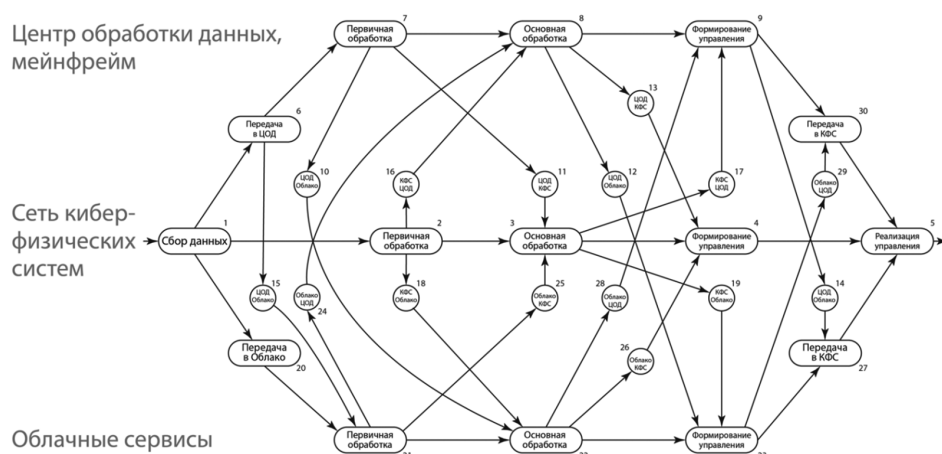 Центр обработки данных,
мейнфрейм
7
Первичная
обработка
8
Основная
обработка
9
Формирование
управления
13
ЦОД
КФС
6
Передача
в ЦОД
30
Передача
в КФС
10
ЦОД
Облако
16
КФС
ЦОД
11
ЦОД
КФС
12
ЦОД
Облако
17
КФС
ЦОД
29
Облако
ЦОД
Сеть кибер-
физических
систем
1
Сбор данных
2
Первичная
обработка
3
Основная
обработка
4
Формирование
управления
5
Реализация
управления
15
ЦОД
Облако
24
Облако
ЦОД
18
КФС
Облако
25
Облако
КФС
28
Облако
ЦОД
19
КФС
Облако
14
ЦОД
Облако
Передача
в Облако
20
26
Облако
КФС
Передача
в КФС
27
Облачные сервисы
Первичная
обработка
Основная
обработка
Формирование
управления